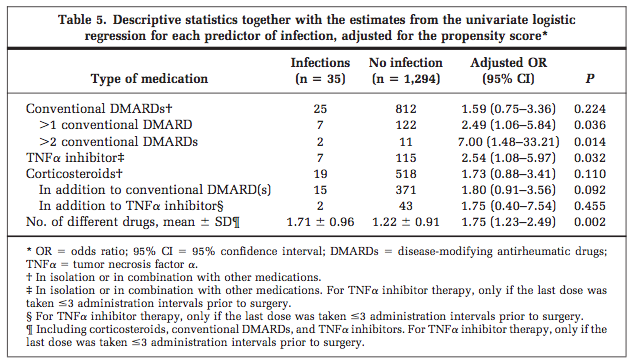 Table 5. Descriptive statistics together with the estimates from the univariate logistic
regression for each predictor of infection, adjusted for the propensity score*
Infections No infection Adjusted OR
Type of medication (n = 35) (n = 1,294) (95% CI) P
Conventional DMARDs† 25 812 1.59 (0.75–3.36) 0.224
>1 conventional DMARD 7 122 2.49 (1.06–5.84) 0.036
>2 conventional DMARDs 2 11 7.00 (1.48–33.21) 0.014
TNFα inhibitor‡ 7 115 2.54 (1.08–5.97) 0.032
Corticosteroids† 19 518 1.73 (0.88–3.41) 0.110
In addition to conventional DMARD(s) 15 371 1.80 (0.91–3.56) 0.092
In addition to TNFα inhibitor§ 2 43 1.75 (0.40–7.54) 0.455
No. of different drugs, mean ± SD¶ 1.71 ± 0.96 1.22 ± 0.91 1.75 (1.23–2.49) 0.002
* OR = odds ratio; 95% CI = 95% confidence interval; DMARDs = disease-modifying antirheumatic drugs;
TNFα = tumor necrosis factor α.
† In isolation or in combination with other medications.
‡ In isolation or in combination with other medications. For TNFα inhibitor therapy, only if the last dose was
taken ≤3 administration intervals prior to surgery.
§ For TNFα inhibitor therapy, only if the last dose was taken ≤3 administration intervals prior to surgery.
¶ Including corticosteroids, conventional DMARDs, and TNFα inhibitors. For TNFα inhibitor therapy, only if the
last dose was taken ≤3 administration intervals prior to surgery.